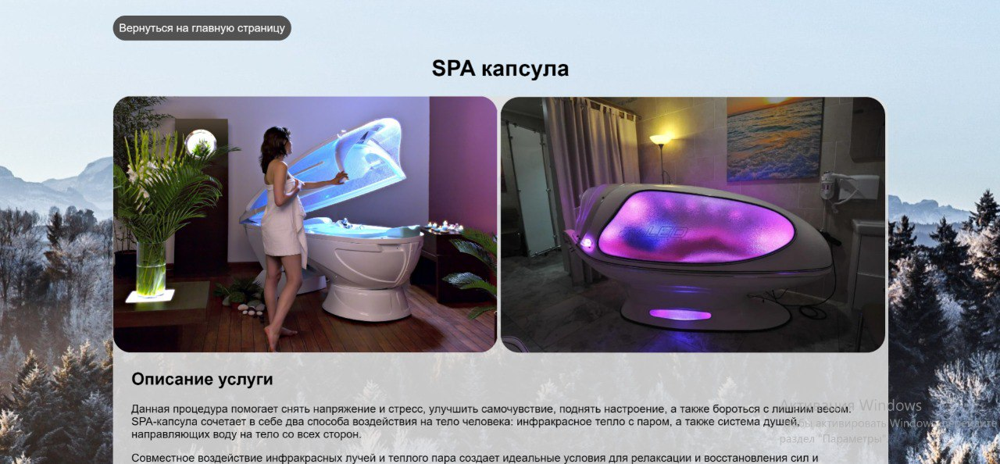 Вернуться на главную страницу
SPA капсула
Описание услуги
Данная процедура помогает снять напряжение и стресс, улучшить самочувствие, поднять настроение, а также бороться с лишним весом.
SPA-капсула сочетает в себе два способа воздействия на тело человека: инфракрасное тепло с паром, а также система душей,
направляющих воду на тело со всех сторон.
Совместное воздействие инфракрасных лучей и теплого пара создает идеальные условия для релаксации и восстановления сил и
Активация Windows
Чтобы активировать Windows, перейдите
раздел "Параметры".